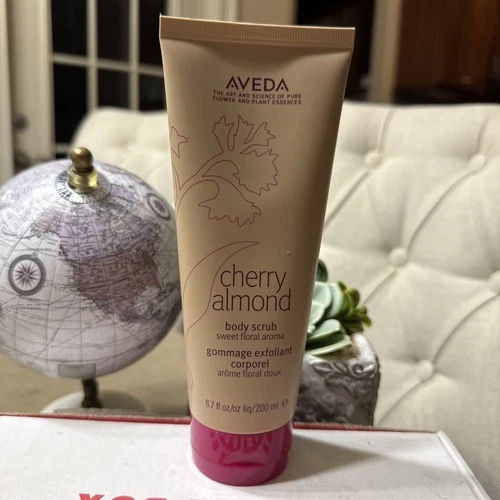 AVEDA
THE ART AND SCIENCE OF PURE
FLOWER AND PLANT ESSENCES
cherry
almond
body scrub
sweet floral aroma
gommage exfoliant
corporel
arôme floral doux
6.7 fl oz/oz liq/200 ml ℮